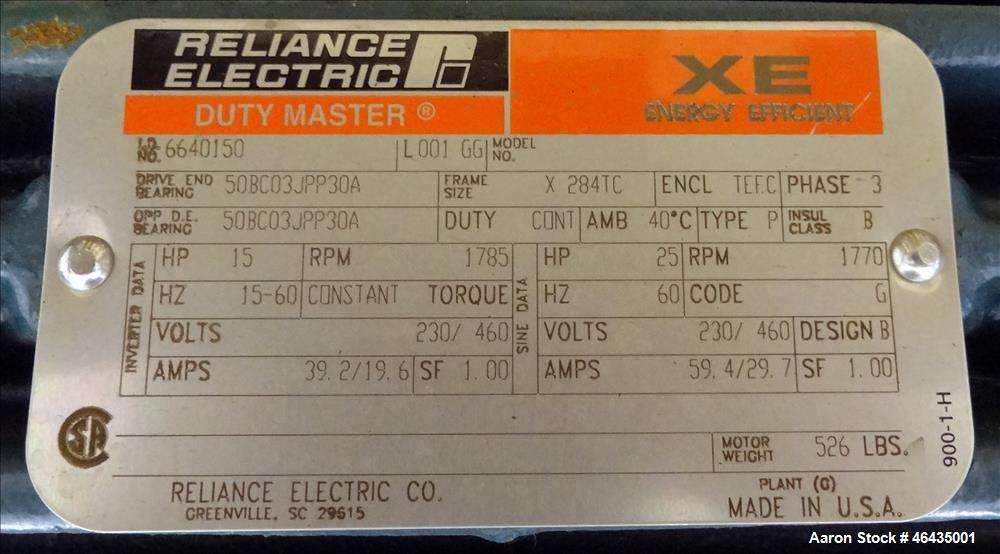 RELIANCE ELECTRIC
XE
DUTY MASTER®
ENERGY EFFICIENT
I.D. NO. 6640150 L001 GG MODEL NO.
DRIVE END BEARING 50BC03JPP30A FRAME SIZE X 284TC ENCL TEFC PHASE 3
OPP D.E. BEARING 50BC03JPP30A DUTY CONT AMB 40°C TYPE P INSUL CLASS B
INVERTER DATA
HP 15 RPM 1785
HZ 15-60 CONSTANT TORQUE
VOLTS 230/ 460
AMPS 39.2/19.6 SF 1.00
SINE DATA
HP 25 RPM 1770
HZ 60 CODE G
VOLTS 230/ 460 DESIGN B
AMPS 59.4/29.7 SF 1.00
SA
MOTOR WEIGHT 526 LBS.
900-1-H
RELIANCE ELECTRIC CO.
GREENVILLE, SC 29615
PLANT (G)
MADE IN U.S.A.
Aaron Stock # 46435001